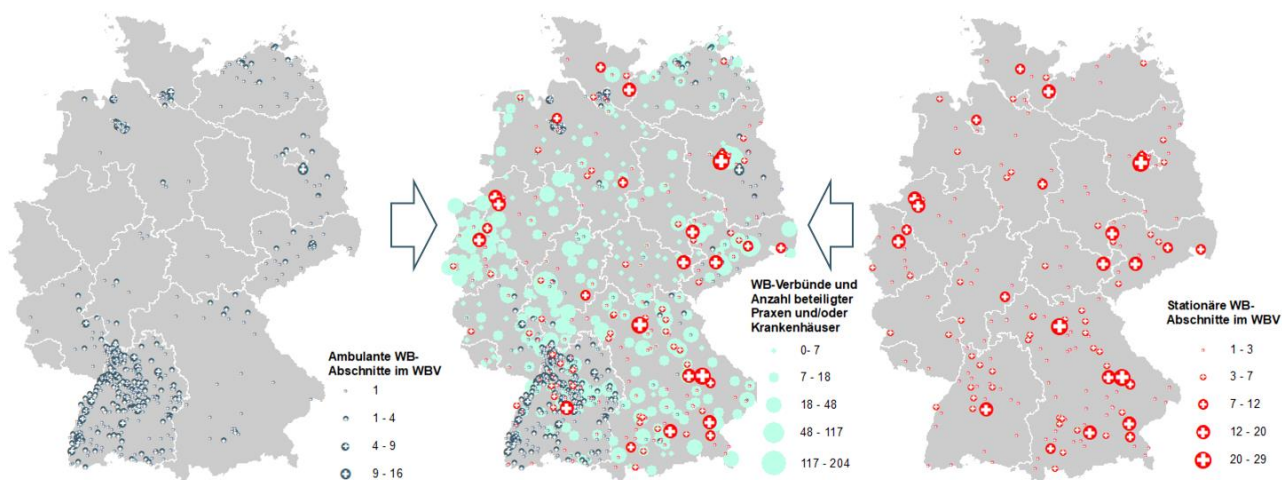 Ambulante WB-
Abschnitte im WBV
1
1 - 4
4 - 9
9 - 16
WB-Verbünde und
Anzahl beteiligter
Praxen und/oder
Krankenhäuser
0- 7
7 - 18
18 - 48
48 - 117
117 - 204
Stationäre WB-
Abschnitte im WBV
1 - 3
3 - 7
7 - 12
12 - 20
20 - 29